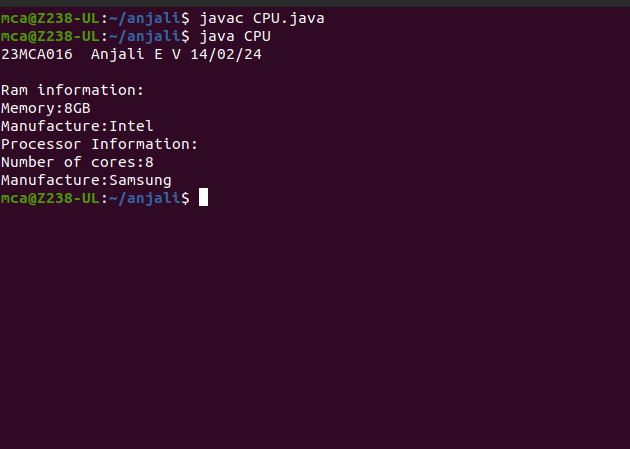 mca@Z238-UL:~/anjali$ javac CPU.java
mca@Z238-UL:~/anjali$ java CPU
23MCA016  Anjali E V 14/02/24

Ram information:
Memory:8GB
Manufacture:Intel
Processor Information:
Number of cores:8
Manufacture:Samsung
mca@Z238-UL:~/anjali$